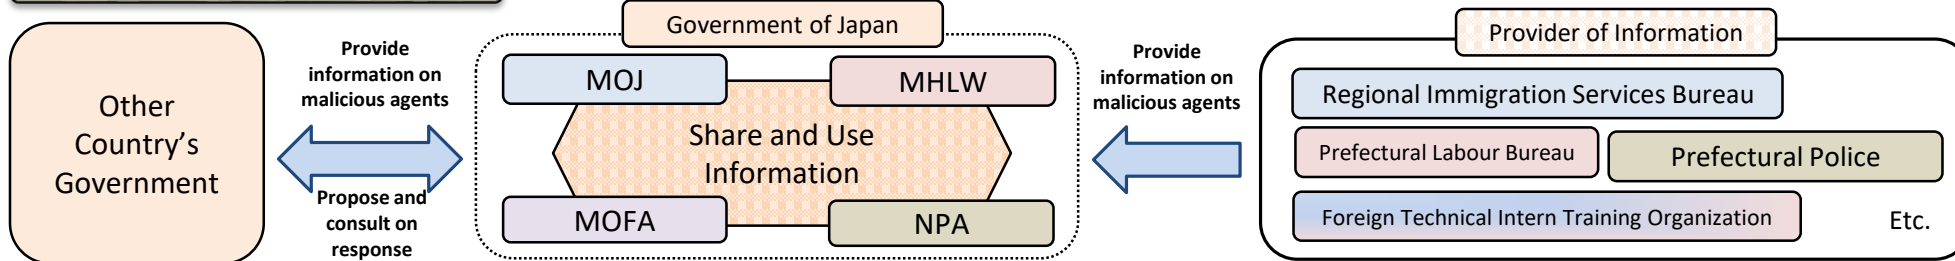 Other
Country's
Government
Provide
information on
malicious agents
Propose and
consult on
response
Government of Japan
MOJ
MHLW
Share and Use
Information
MOFA
NPA
Provide
information on
malicious agents
Provider of Information
Regional Immigration Services Bureau
Prefectural Labour Bureau
Prefectural Police
Foreign Technical Intern Training Organization
Etc.